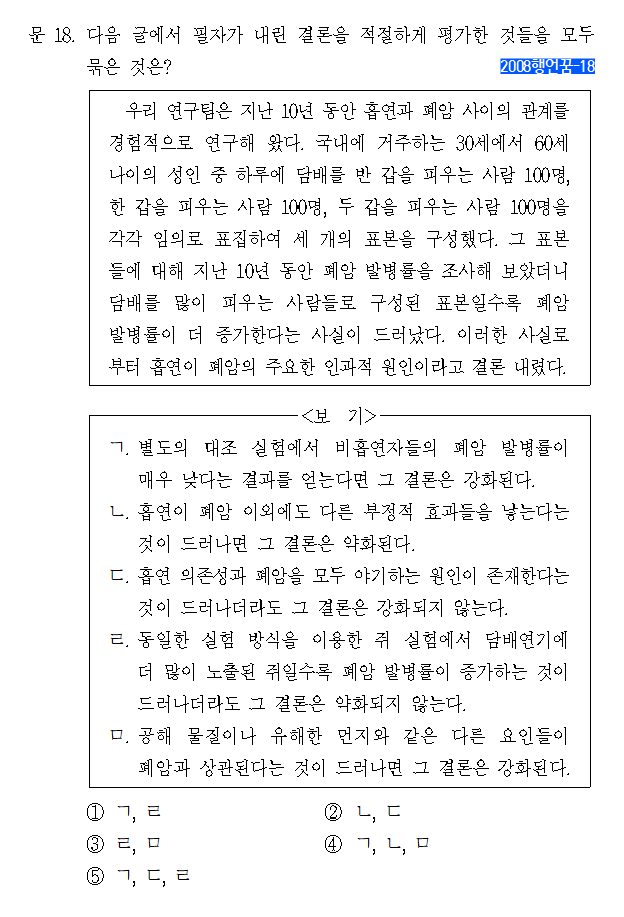 문 18. 다음 글에서 필자가 내린 결론을 적절하게 평가한 것들을 모두
묶은 것은?
2008행언꿈-18
우리 연구팀은 지난 10년 동안 흡연과 폐암 사이의 관계를
경험적으로 연구해 왔다. 국내에 거주하는 30세에서 60세
나이의 성인 중 하루에 담배를 반 갑을 피우는 사람 100명,
한 갑을 피우는 사람 100명, 두 갑을 피우는 사람 100명을
각각 임의로 표집하여 세 개의 표본을 구성했다. 그 표본
들에 대해 지난 10년 동안 폐암 발병률을 조사해 보았더니
담배를 많이 피우는 사람들로 구성된 표본일수록 폐암
발병률이 더 증가한다는 사실이 드러났다. 이러한 사실로
부터 흡연이 폐암의 주요한 인과적 원인이라고 결론 내렸다.
<보 기>
ㄱ. 별도의 대조 실험에서 비흡연자들의 폐암 발병률이
매우 낮다는 결과를 얻는다면 그 결론은 강화된다.
ㄴ. 흡연이 폐암 이외에도 다른 부정적 효과들을 낳는다는
것이 드러나면 그 결론은 약화된다.
ㄷ. 흡연 의존성과 폐암을 모두 야기하는 원인이 존재한다는
것이 드러나더라도 그 결론은 강화되지 않는다.
ㄹ. 동일한 실험 방식을 이용한 쥐 실험에서 담배연기에
더 많이 노출된 쥐일수록 폐암 발병률이 증가하는 것이
드러나더라도 그 결론은 약화되지 않는다.
ㅁ. 공해 물질이나 유해한 먼지와 같은 다른 요인들이
폐암과 상관된다는 것이 드러나면 그 결론은 강화된다.
① ㄱ, ㄹ ② ㄴ, ㄷ
③ ㄹ, ㅁ ④ ㄱ, ㄴ, ㅁ
⑤ ㄱ, ㄷ, ㄹ